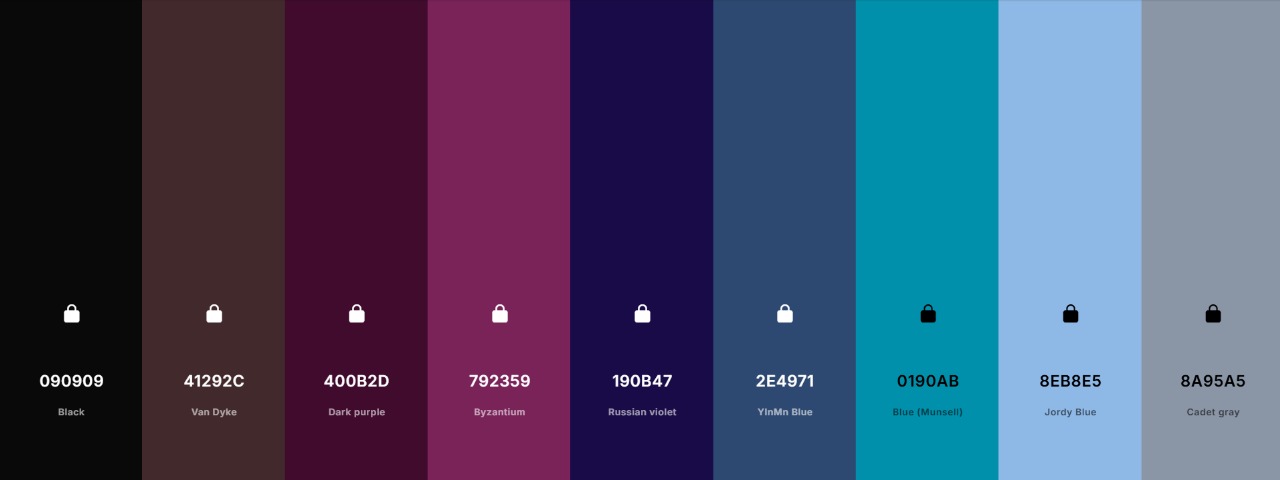 090909 41292C 400B2D 792359 190B47 2E4971 0190AB 8EB8E5 8A95A5
Black Van Dyke Dark purple Byzantium Russian violet YInMn Blue Blue (Munsell) Jordy Blue Cadet gray